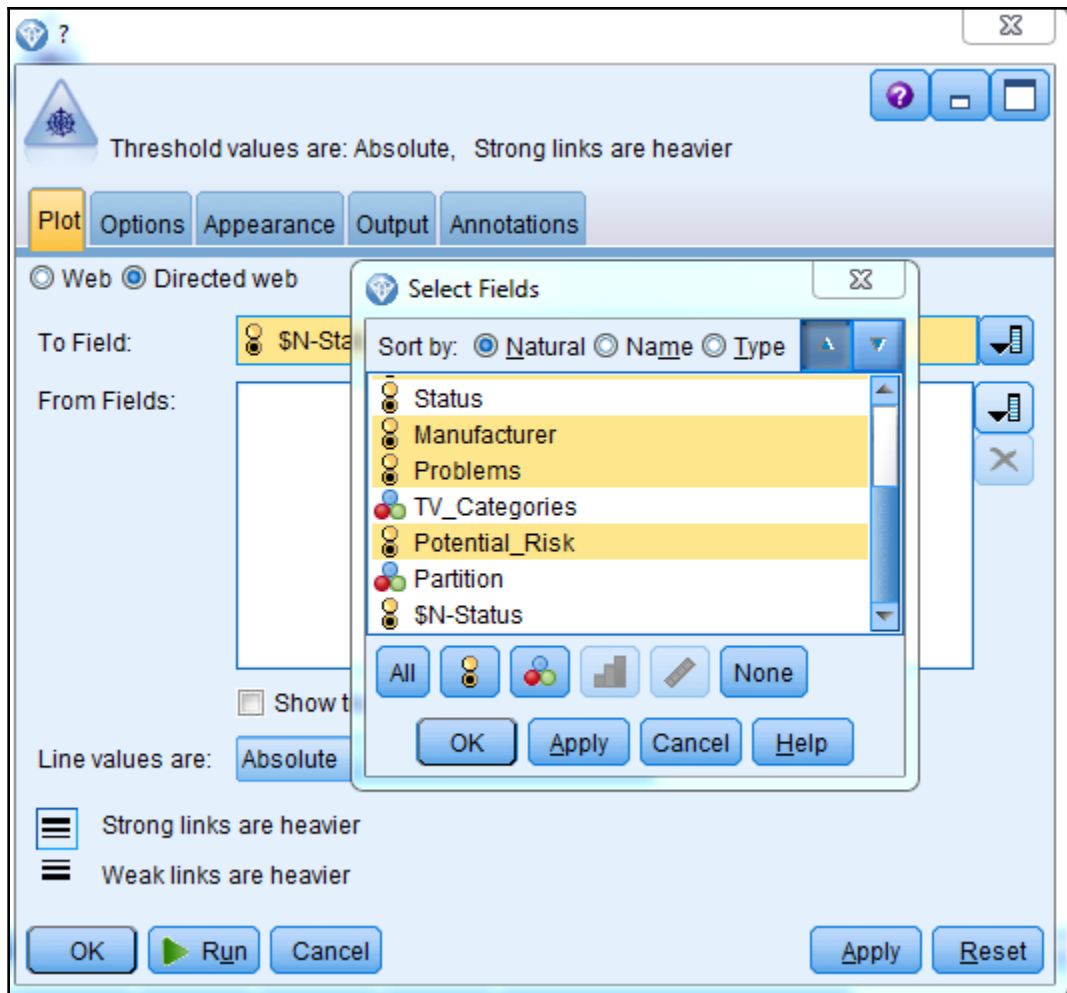 ?
Threshold values are: Absolute, Strong links are heavier
Plot Options Appearance Output Annotations
Web Directed web
To Field: $N-Sta
From Fields:
Select Fields
Sort by: Natural Name Type
Status
Manufacturer
Problems
TV_Categories
Potential_Risk
Partition
$N-Status
All None
OK Apply Cancel Help
Show t
Line values are: Absolute
Strong links are heavier
Weak links are heavier
OK Run Cancel Apply Reset